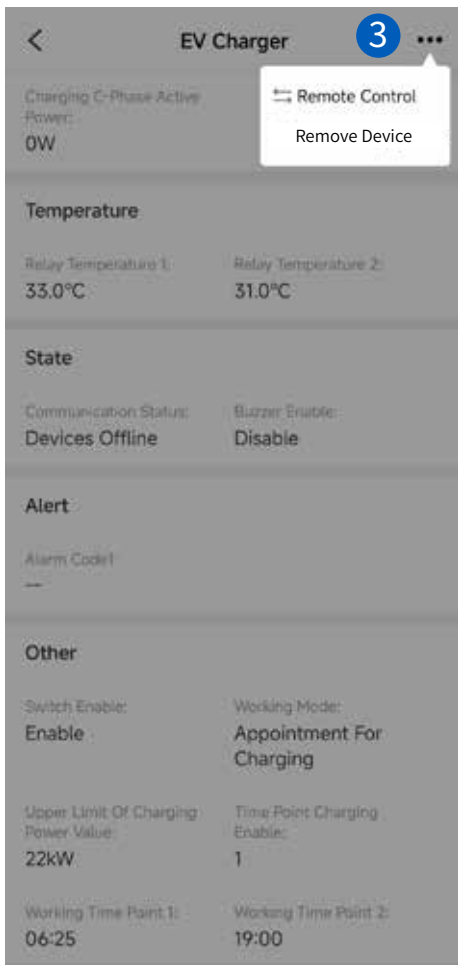 EV Charger
3
Charging C-Phase Active
Power:
0W
Remote Control
Remove Device
Temperature
Relay Temperature 1: Relay Temperature 2:
33.0°C 31.0°C
State
Communication Status: Buzzer Enable:
Devices Offline Disable
Alert
Alarm Code1
--
Other
Switch Enable: Working Mode:
Enable Appointment For
Charging
Upper Limit Of Charging Time Point Charging
Power Value: Enable:
22kW 1
Working Time Point 1: Working Time Point 2:
06:25 19:00